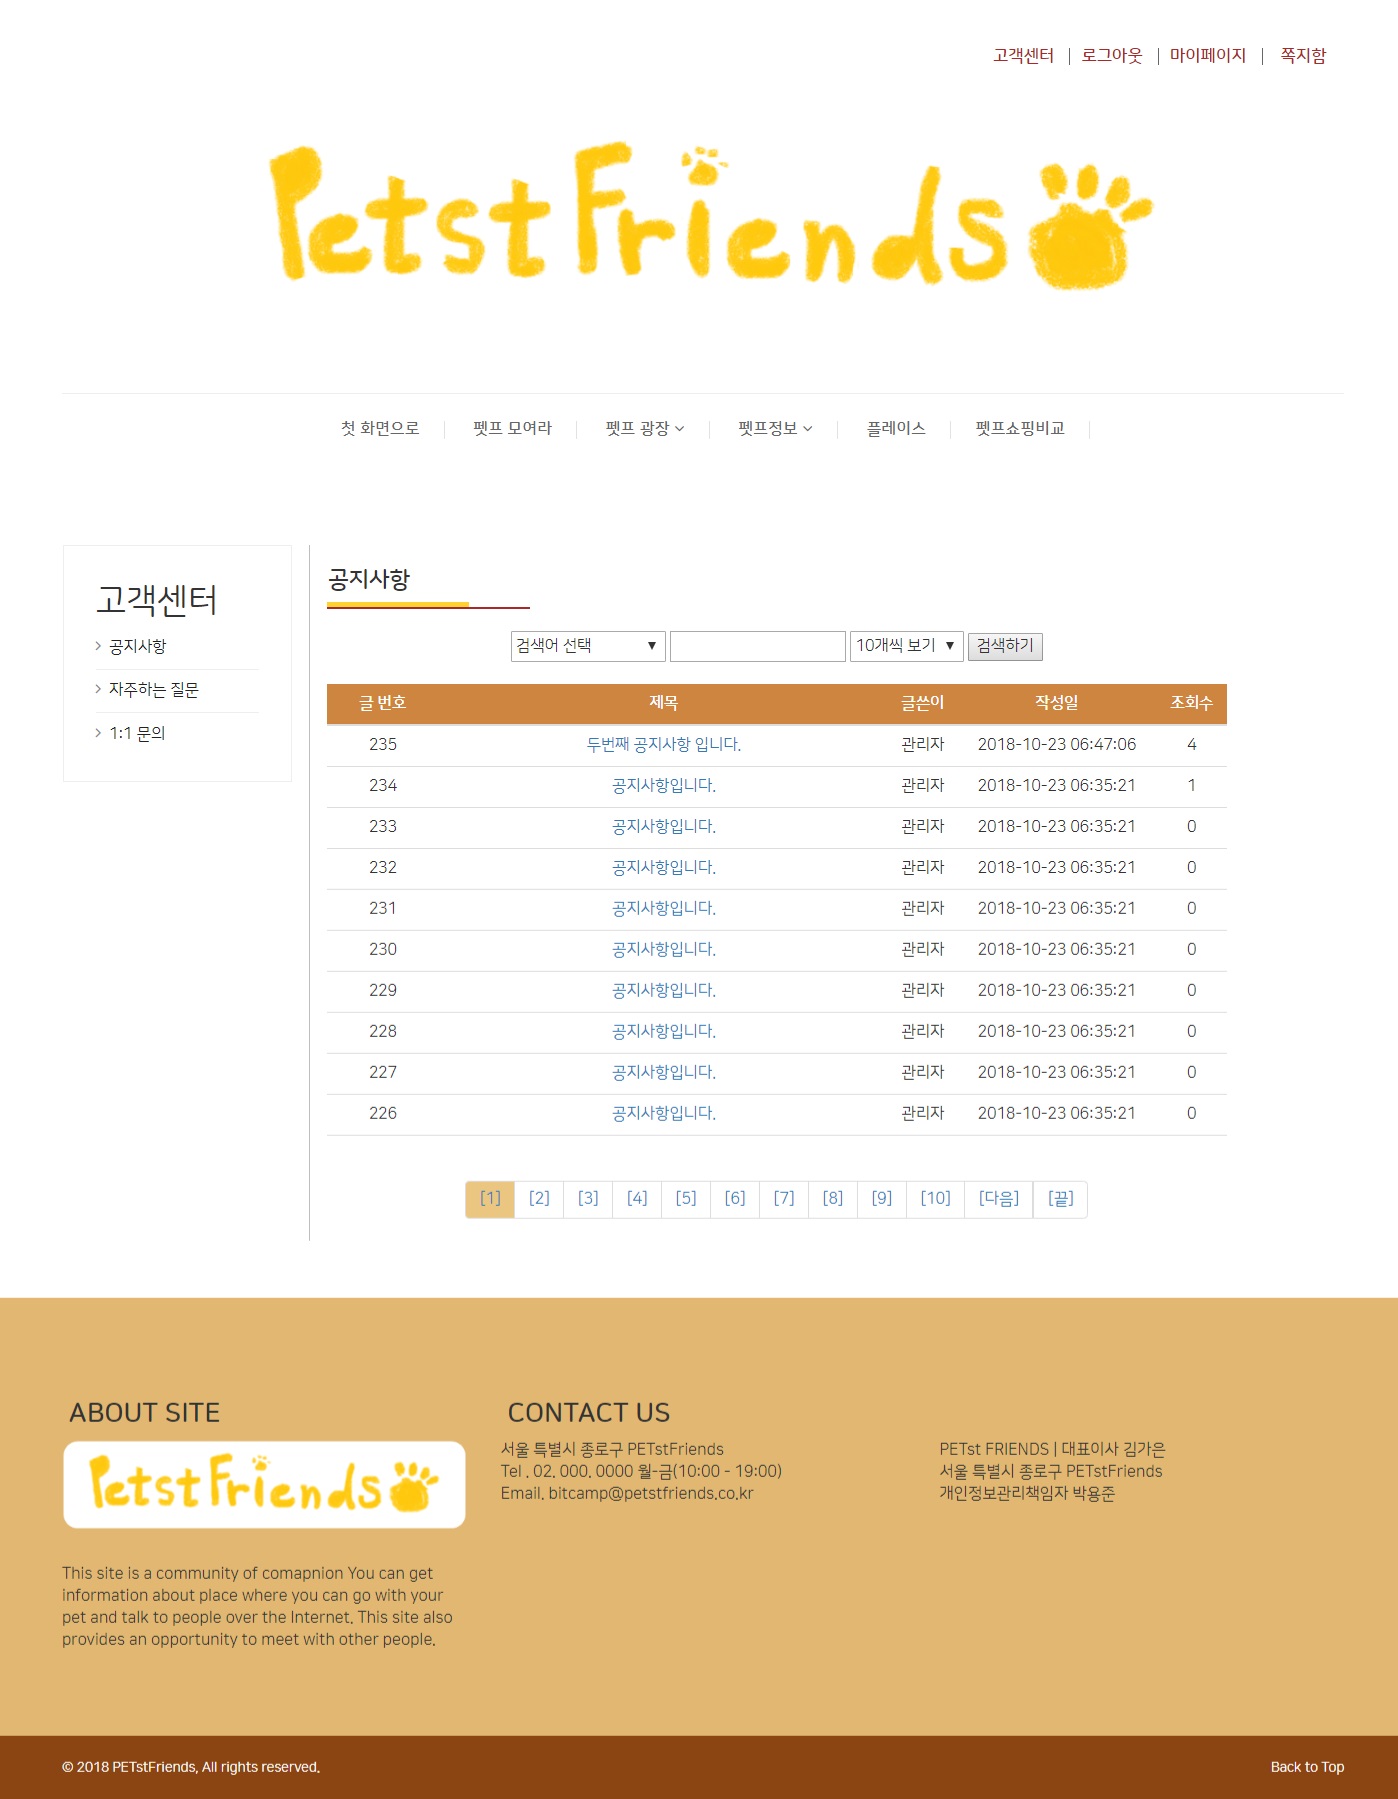 고객센터 | 로그아웃 | 마이페이지 | 쪽지함
Petst Friends
첫 화면으로 펫프 모여라 펫프 광장 펫프정보 플레이스 펫프쇼핑비교
고객센터
공지사항
자주하는 질문
1:1 문의
공지사항
검색어 선택 ▼ 10개씩 보기 ▼ 검색하기
글 번호 제목 글쓴이 작성일 조회수
235 두번째 공지사항 입니다. 관리자 2018-10-23 06:47:06 4
234 공지사항입니다. 관리자 2018-10-23 06:35:21 1
233 공지사항입니다. 관리자 2018-10-23 06:35:21 0
232 공지사항입니다. 관리자 2018-10-23 06:35:21 0
231 공지사항입니다. 관리자 2018-10-23 06:35:21 0
230 공지사항입니다. 관리자 2018-10-23 06:35:21 0
229 공지사항입니다. 관리자 2018-10-23 06:35:21 0
228 공지사항입니다. 관리자 2018-10-23 06:35:21 0
227 공지사항입니다. 관리자 2018-10-23 06:35:21 0
226 공지사항입니다. 관리자 2018-10-23 06:35:21 0
[1] [2] [3] [4] [5] [6] [7] [8] [9] [10] [다음] [끝]
ABOUT SITE
Petst Friends
This site is a community of comapnion You can get
information about place where you can go with your
pet and talk to people over the Internet. This site also
provides an opportunity to meet with other people.
CONTACT US
서울 특별시 종로구 PETstFriends
Tel . 02. 000. 0000 월-금(10:00 - 19:00)
Email. bitcamp@petstfriends.co.kr
PETst FRIENDS | 대표이사 김가은
서울 특별시 종로구 PETstFriends
개인정보관리책임자 박용준
© 2018 PETstFriends, All rights reserved.
Back to Top